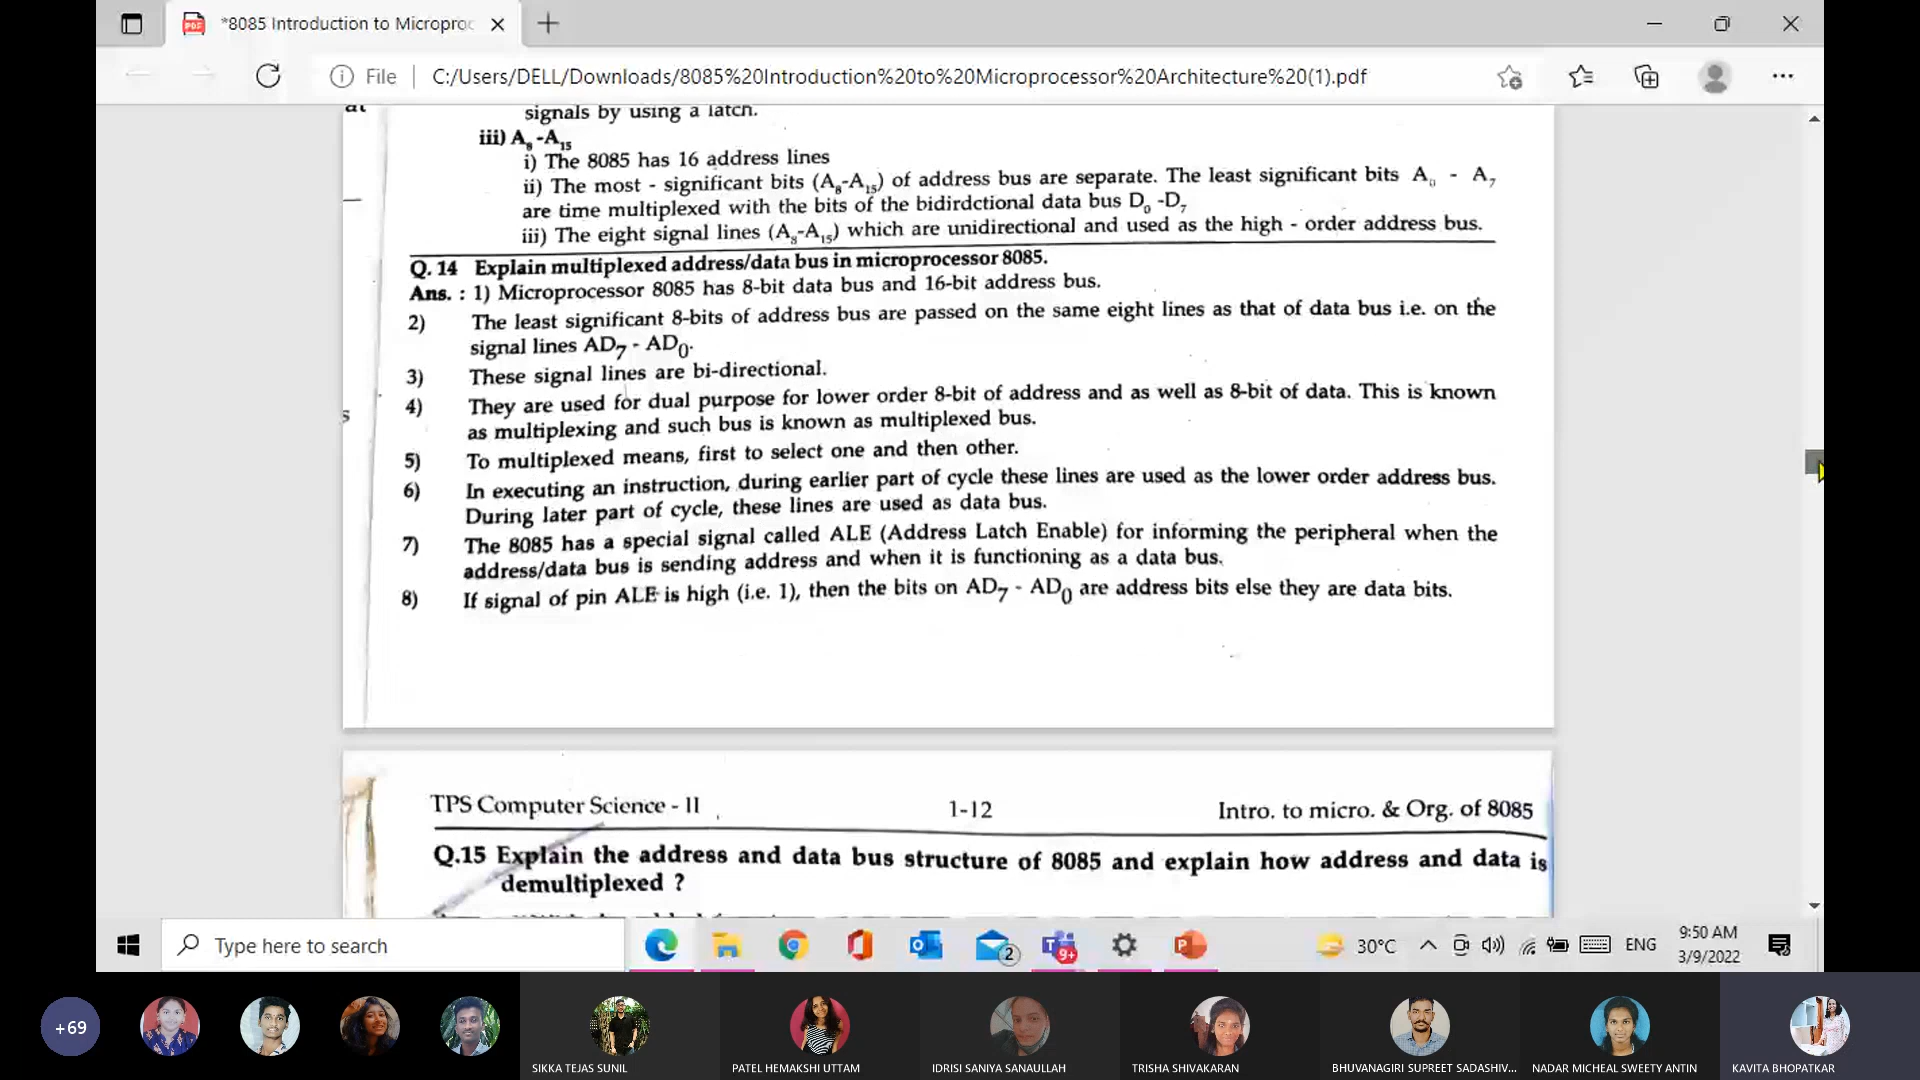 *8085 Introduction to Microproc
File
C:/Users/DELL/Downloads/8085%20Introduction%20to%20Microprocessor%20Architecture%20(1).pdf
at
signals by using a latch.
iii) A8 -A15
i) The 8085 has 16 address lines
ii) The most - significant bits (A8-A15) of address bus are separate. The least significant bits A0 - A7
are time multiplexed with the bits of the bidirdctional data bus D0 -D7
iii) The eight signal lines (A8-A15) which are unidirectional and used as the high - order address bus.
Q. 14 Explain multiplexed address/data bus in microprocessor 8085.
Ans. : 1) Microprocessor 8085 has 8-bit data bus and 16-bit address bus.
2) The least significant 8-bits of address bus are passed on the same eight lines as that of data bus i.e. on the
signal lines AD7 - AD0.
3) These signal lines are bi-directional.
4) They are used for dual purpose for lower order 8-bit of address and as well as 8-bit of data. This is known
s
as multiplexing and such bus is known as multiplexed bus.
5) To multiplexed means, first to select one and then other.
6) In executing an instruction, during earlier part of cycle these lines are used as the lower order address bus.
During later part of cycle, these lines are used as data bus.
7) The 8085 has a special signal called ALE (Address Latch Enable) for informing the peripheral when the
address/data bus is sending address and when it is functioning as a data bus.
8) If signal of pin ALE is high (i.e. 1), then the bits on AD7 - AD0 are address bits else they are data bits.
TPS Computer Science - II 1-12 Intro. to micro. & Org. of 8085
Q.15 Explain the address and data bus structure of 8085 and explain how address and data is
demultiplexed ?
Type here to search
2
9+
30°C
ENG
9:50 AM
3/9/2022
+69
SIKKA TEJAS SUNIL
PATEL HEMAKSHI UTTAM
IDRISI SANIYA SANAULLAH
TRISHA SHIVAKARAN
BHUVANAGIRI SUPREET SADASHIV...
NADAR MICHEAL SWEETY ANTIN
KAVITA BHOPATKAR